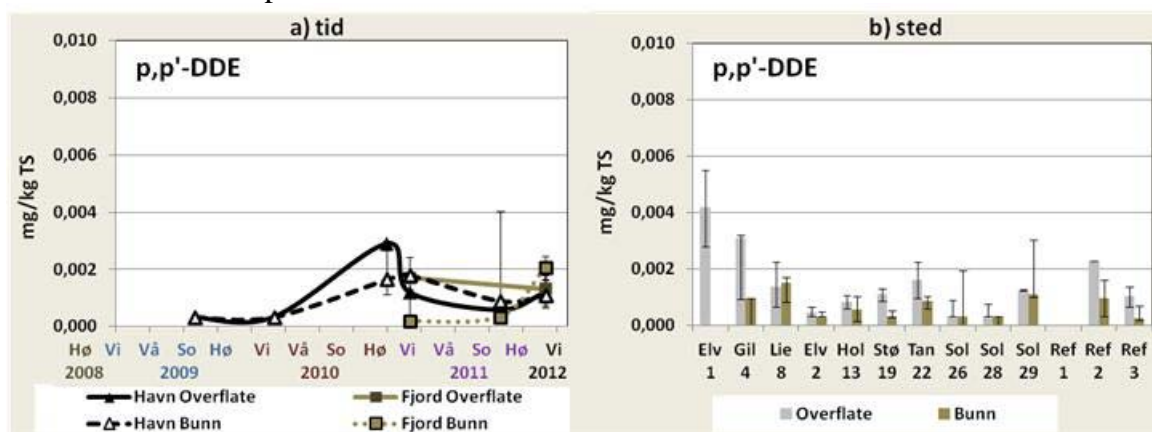 a) tid
0,010
0,008
0,006
0,004
0,002
0,000
mg/kg TS
p,p'-DDE
Hø Vi Vå So Hø Vi Vå So Hø Vi Vå So Hø Vi
2008 2009 2010 2011 2012
Havn Overflate Fjord Overflate
Havn Bunn Fjord Bunn
b) sted
0,010
0,008
0,006
0,004
0,002
0,000
mg/kg TS
p,p'-DDE
Elv Gil Lie Elv Hol Stø Tan Sol Sol Sol Ref Ref Ref
1 4 8 2 13 19 22 26 28 29 1 2 3
Overflate Bunn